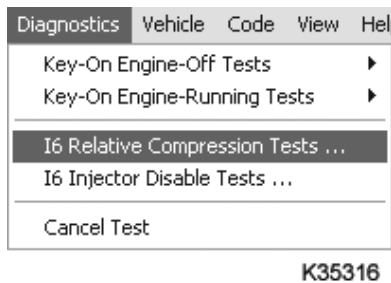 Diagnostics Vehicle Code View Hel
Key-On Engine-Off Tests
Key-On Engine-Running Tests
I6 Relative Compression Tests ...
I6 Injector Disable Tests ...
Cancel Test
K35316